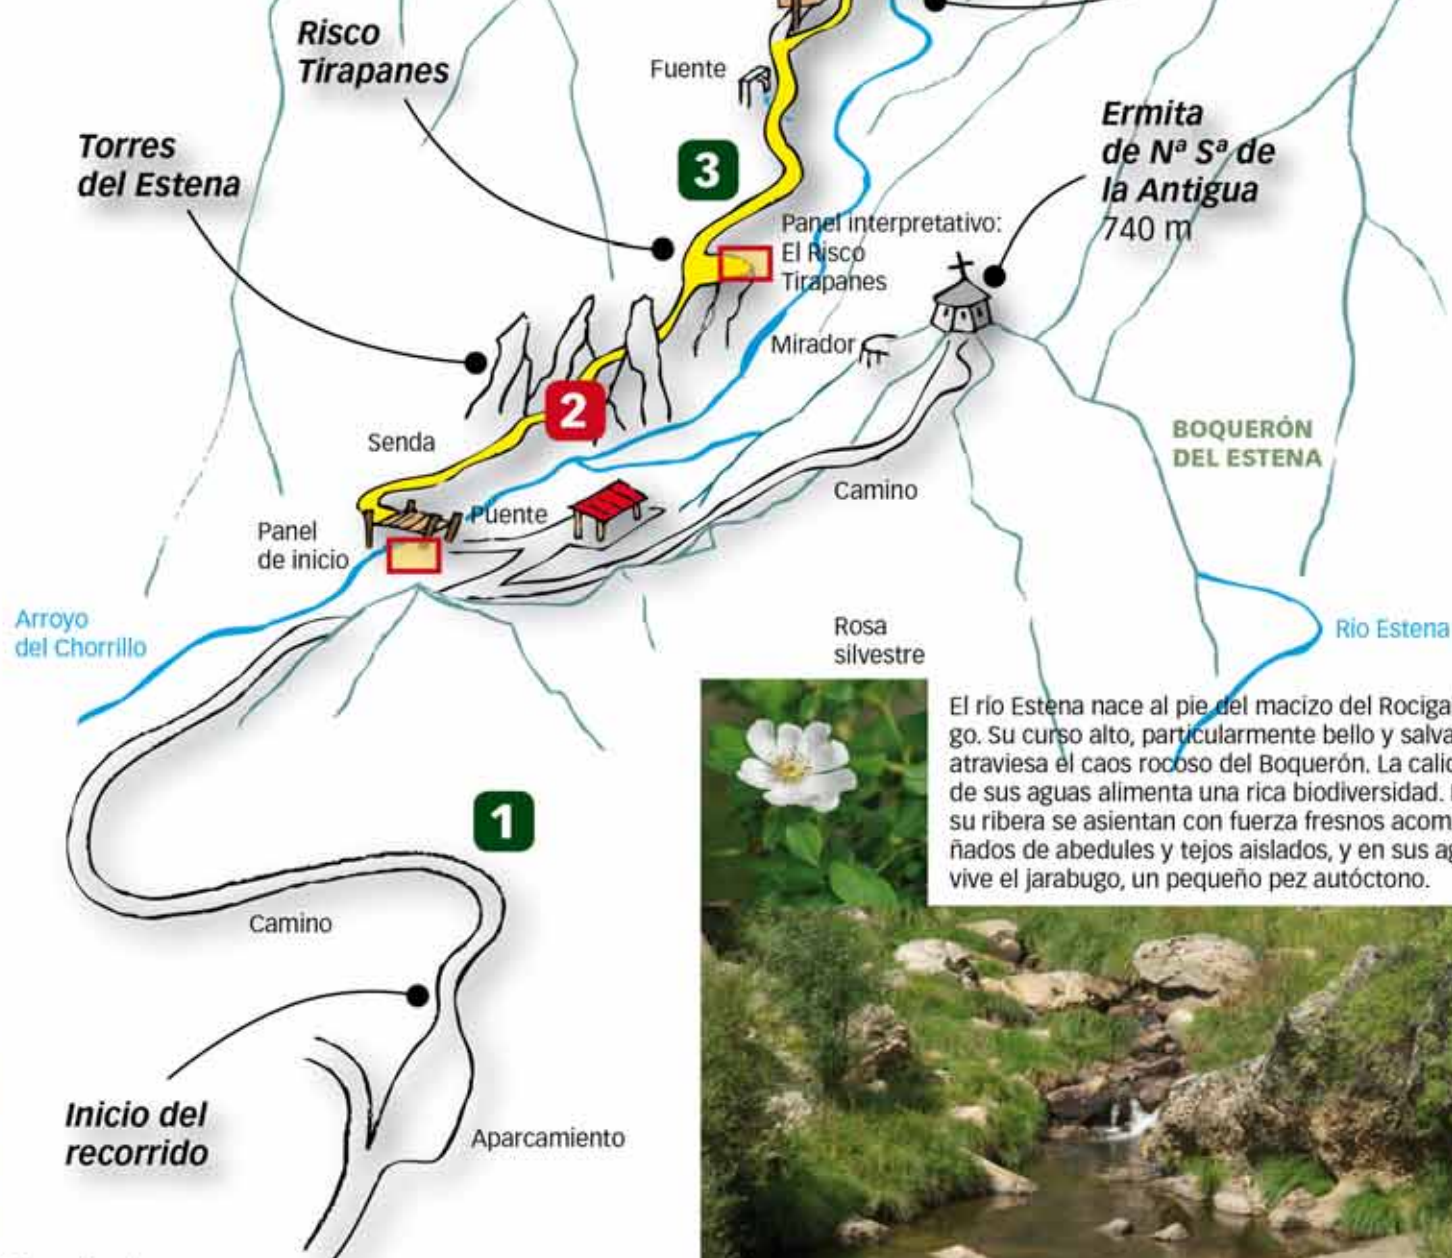 Risco
Tirapanes
Fuente
Torres
del Estena
3
Ermita
de Nª Sª de
la Antigua
740 m
Panel interpretativo:
El Risco
Tirapanes
Mirador
2
Senda
BOQUERÓN
DEL ESTENA
Camino
Puente
Panel
de inicio
Arroyo
del Chorrillo
Rosa
silvestre
Río Estena
El río Estena nace al pie del macizo del Rociga
go. Su curso alto, particularmente bello y salva
atraviesa el caos rocoso del Boquerón. La calid
de sus aguas alimenta una rica biodiversidad.
su ribera se asientan con fuerza fresnos acom
ñados de abedules y tejos aislados, y en sus ag
vive el jarabugo, un pequeño pez autóctono.
1
Camino
Inicio del
recorrido
Aparcamiento